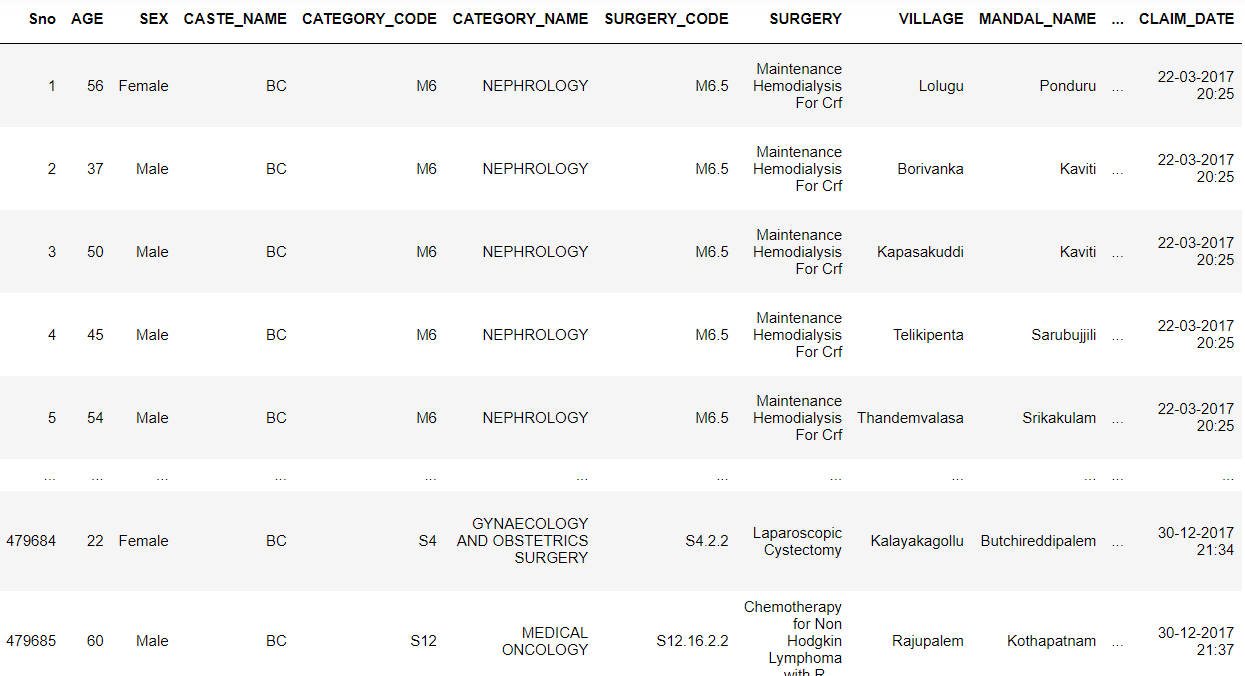 Sno AGE SEX CASTE_NAME CATEGORY_CODE CATEGORY_NAME SURGERY_CODE SURGERY VILLAGE MANDAL_NAME ... CLAIM_DATE
1 56 Female BC M6 NEPHROLOGY M6.5 Maintenance Hemodialysis For Crf Lolugu Ponduru ... 22-03-2017 20:25
2 37 Male BC M6 NEPHROLOGY M6.5 Maintenance Hemodialysis For Crf Borivanka Kaviti ... 22-03-2017 20:25
3 50 Male BC M6 NEPHROLOGY M6.5 Maintenance Hemodialysis For Crf Kapasakuddi Kaviti ... 22-03-2017 20:25
4 45 Male BC M6 NEPHROLOGY M6.5 Maintenance Hemodialysis For Crf Telikipenta Sarubujjili ... 22-03-2017 20:25
5 54 Male BC M6 NEPHROLOGY M6.5 Maintenance Hemodialysis For Crf Thandemvalasa Srikakulam ... 22-03-2017 20:25
... ... ... ... ... ... ... ... ... ... ... ...
479684 22 Female BC S4 GYNAECOLOGY AND OBSTETRICS SURGERY S4.2.2 Laparoscopic Cystectomy Kalayakagollu Butchireddipalem ... 30-12-2017 21:34
479685 60 Male BC S12 MEDICAL ONCOLOGY S12.16.2.2 Chemotherapy for Non Hodgkin Lymphoma with R Rajupalem Kothapatnam ... 30-12-2017 21:37